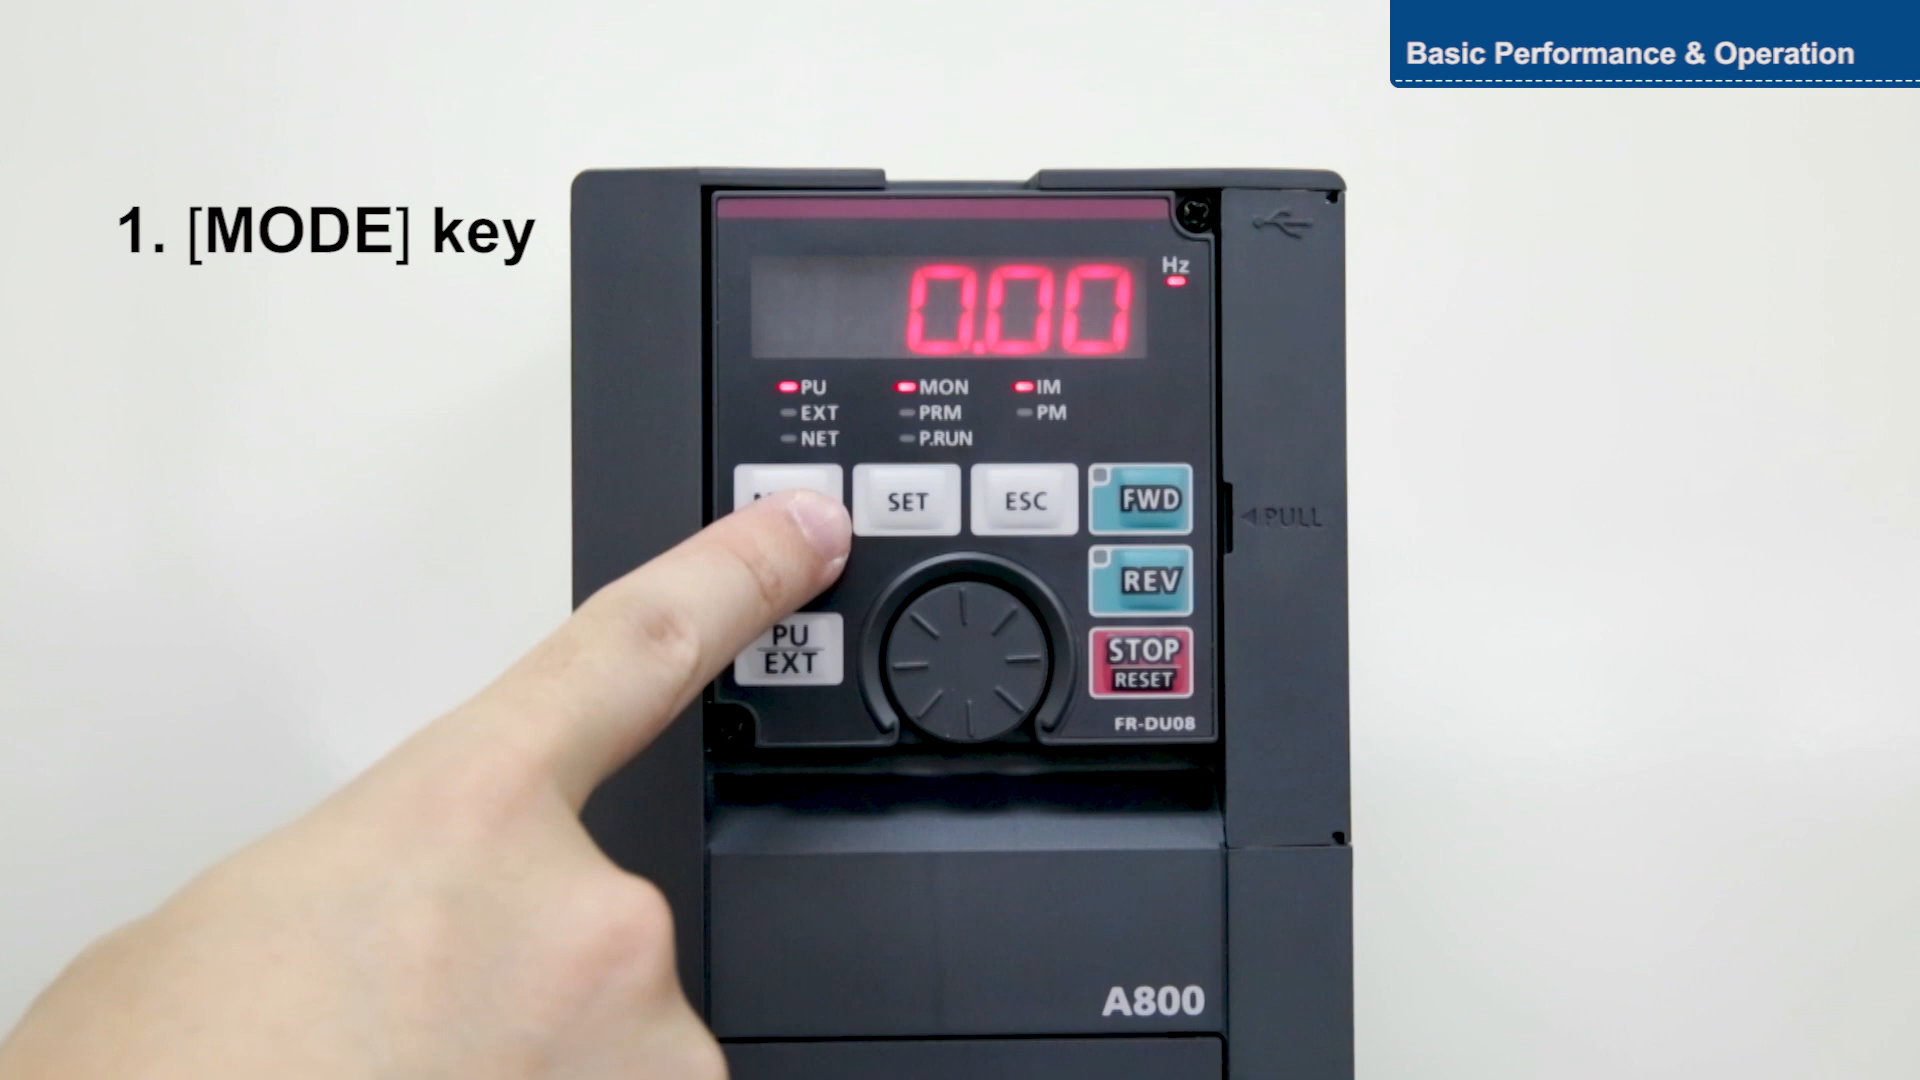 Basic Performance & Operation
1. [MODE] key
Hz
0.00
PU MON IM
EXT PRM PM
NET P.RUN
SET ESC FWD
PULL
REV
PU
EXT
STOP
RESET
FR-DU08
A800